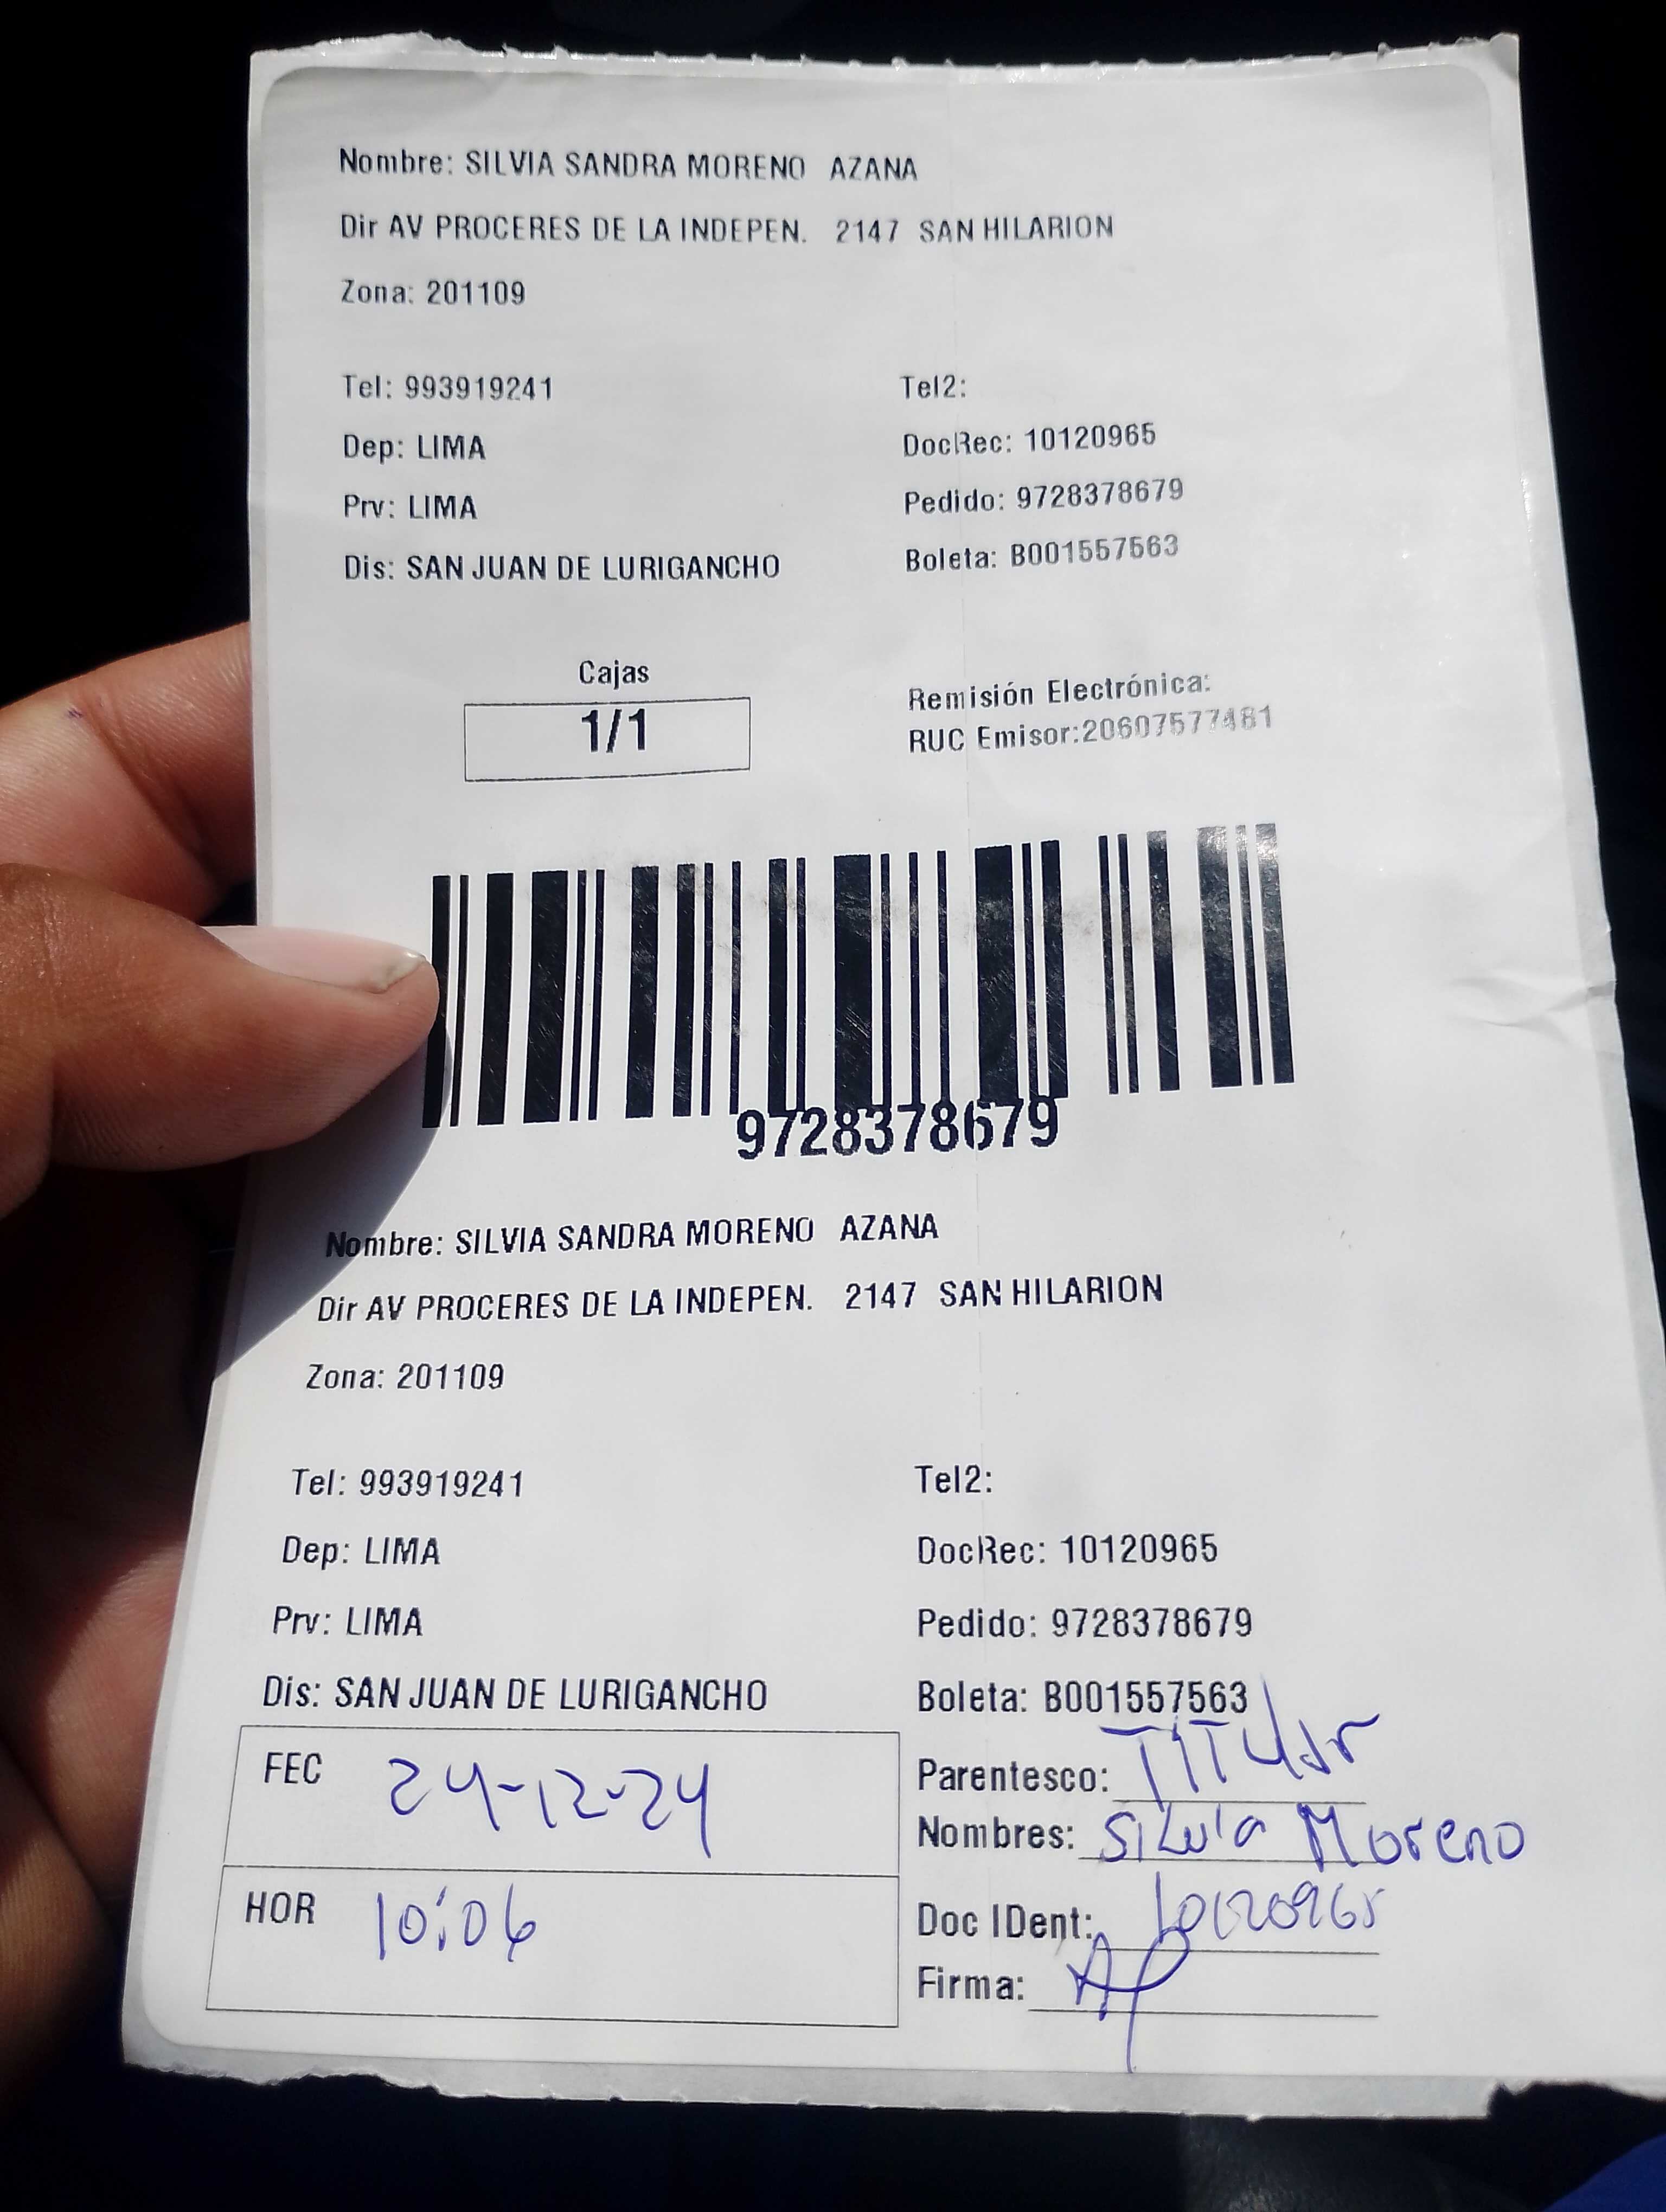 Nombre: SILVIA SANDRA MORENO AZANA
Dir AV PROCERES DE LA INDEPEN. 2147 SAN HILARION
Zona: 201109
Tel: 993919241 Tel2:
Dep: LIMA DocRec: 10120965
Prv: LIMA Pedido: 9728378679
Dis: SAN JUAN DE LURIGANCHO Boleta: B001557563
Cajas
1/1
Remisión Electrónica:
RUC Emisor:20607577481
9728378679
Nombre: SILVIA SANDRA MORENO AZANA
Dir AV PROCERES DE LA INDEPEN. 2147 SAN HILARION
Zona: 201109
Tel: 993919241 Tel2:
Dep: LIMA DocRec: 10120965
Prv: LIMA Pedido: 9728378679
Dis: SAN JUAN DE LURIGANCHO Boleta: B001557563
FEC 24-12-24
HOR 10:06
Parentesco: TITular
Nombres: Silvia Moreno
Doc IDent: 10120965
Firma: